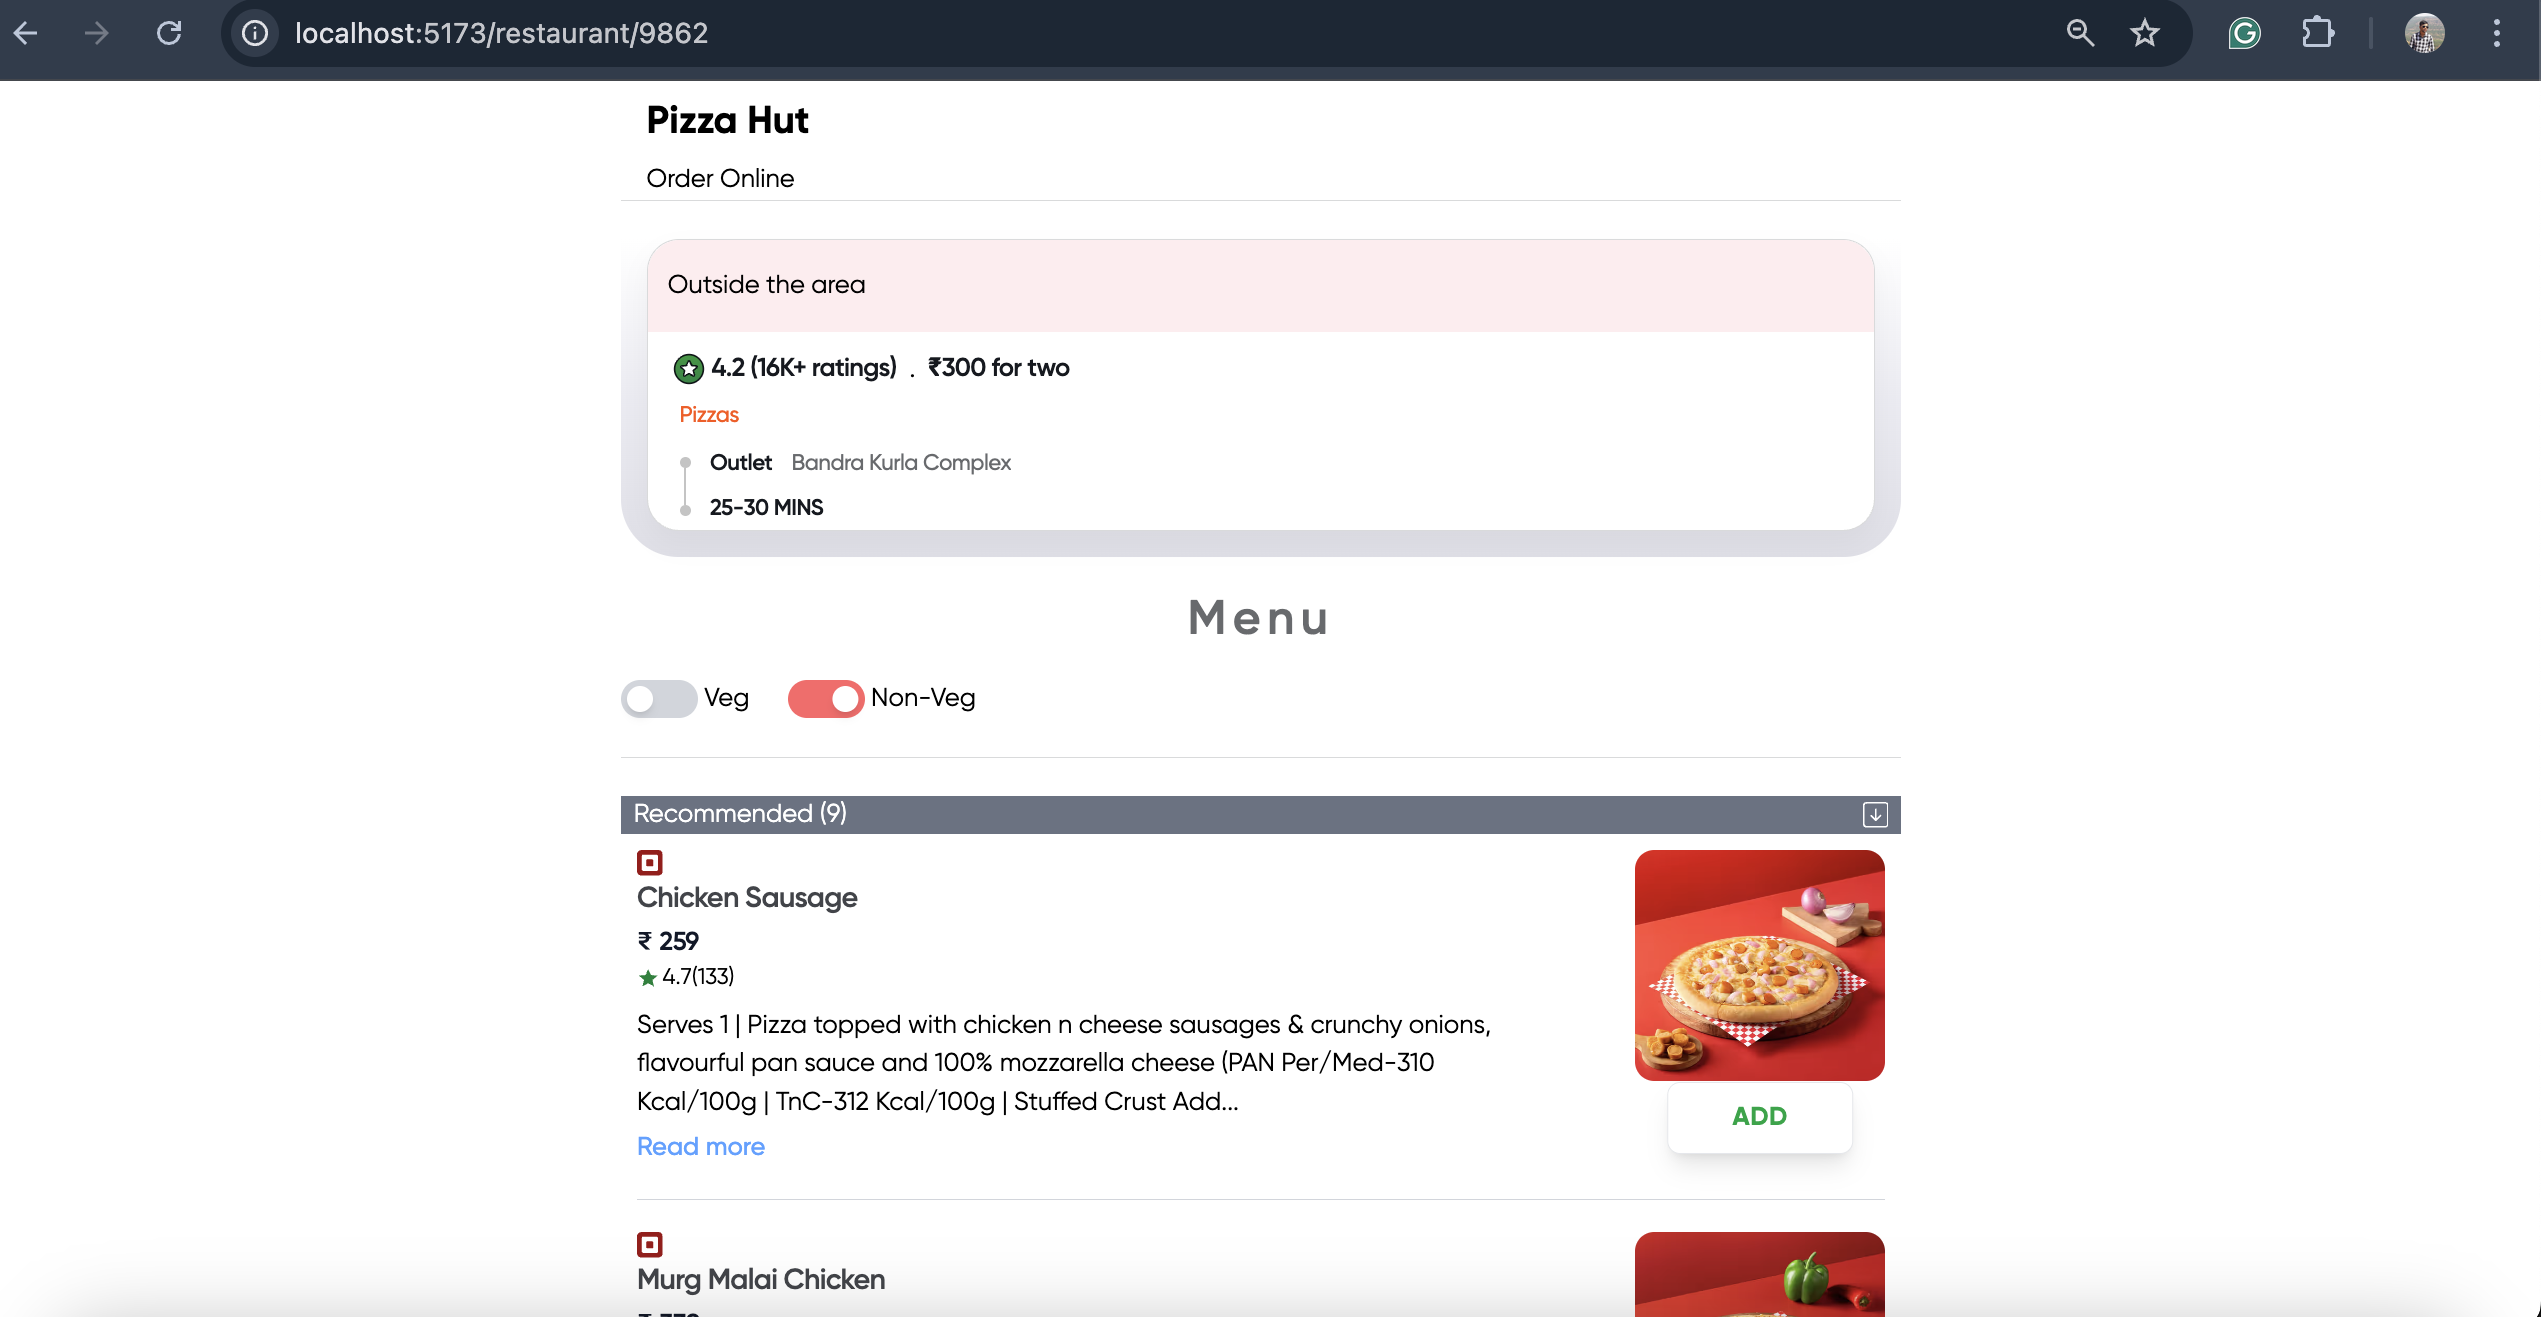 localhost:5173/restaurant/9862
Pizza Hut
Order Online
Outside the area
4.2 (16K+ ratings) . ₹300 for two
Pizzas
Outlet Bandra Kurla Complex
25-30 MINS
Menu
Veg Non-Veg
Recommended (9)
Chicken Sausage
₹ 259
4.7(133)
Serves 1 | Pizza topped with chicken n cheese sausages & crunchy onions,
flavourful pan sauce and 100% mozzarella cheese (PAN Per/Med-310
Kcal/100g | TnC-312 Kcal/100g | Stuffed Crust Add...
Read more
ADD
Murg Malai Chicken